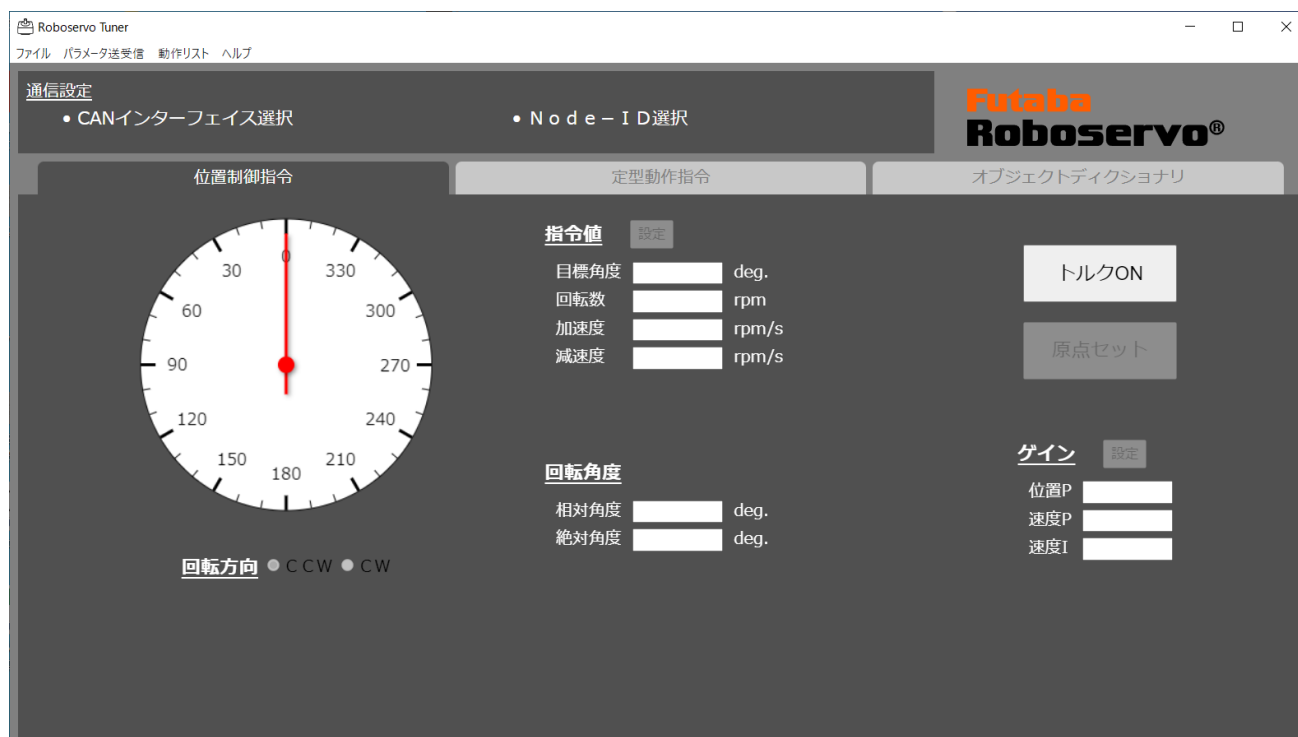 Roboservo Tuner
ファイル パラメータ送受信 動作リスト ヘルプ
通信設定
• CANインターフェイス選択
• Ｎｏｄｅ－ＩＤ選択
Futaba
Roboservo®
位置制御指令
定型動作指令
オブジェクトディクショナリ
0
30
330
60
300
90
270
120
240
150
210
180
回転方向 ＣＣＷ ＣＷ
指令値 設定
目標角度 deg.
回転数 rpm
加速度 rpm/s
減速度 rpm/s
回転角度
相対角度 deg.
絶対角度 deg.
トルクON
原点セット
ゲイン 設定
位置P
速度P
速度I